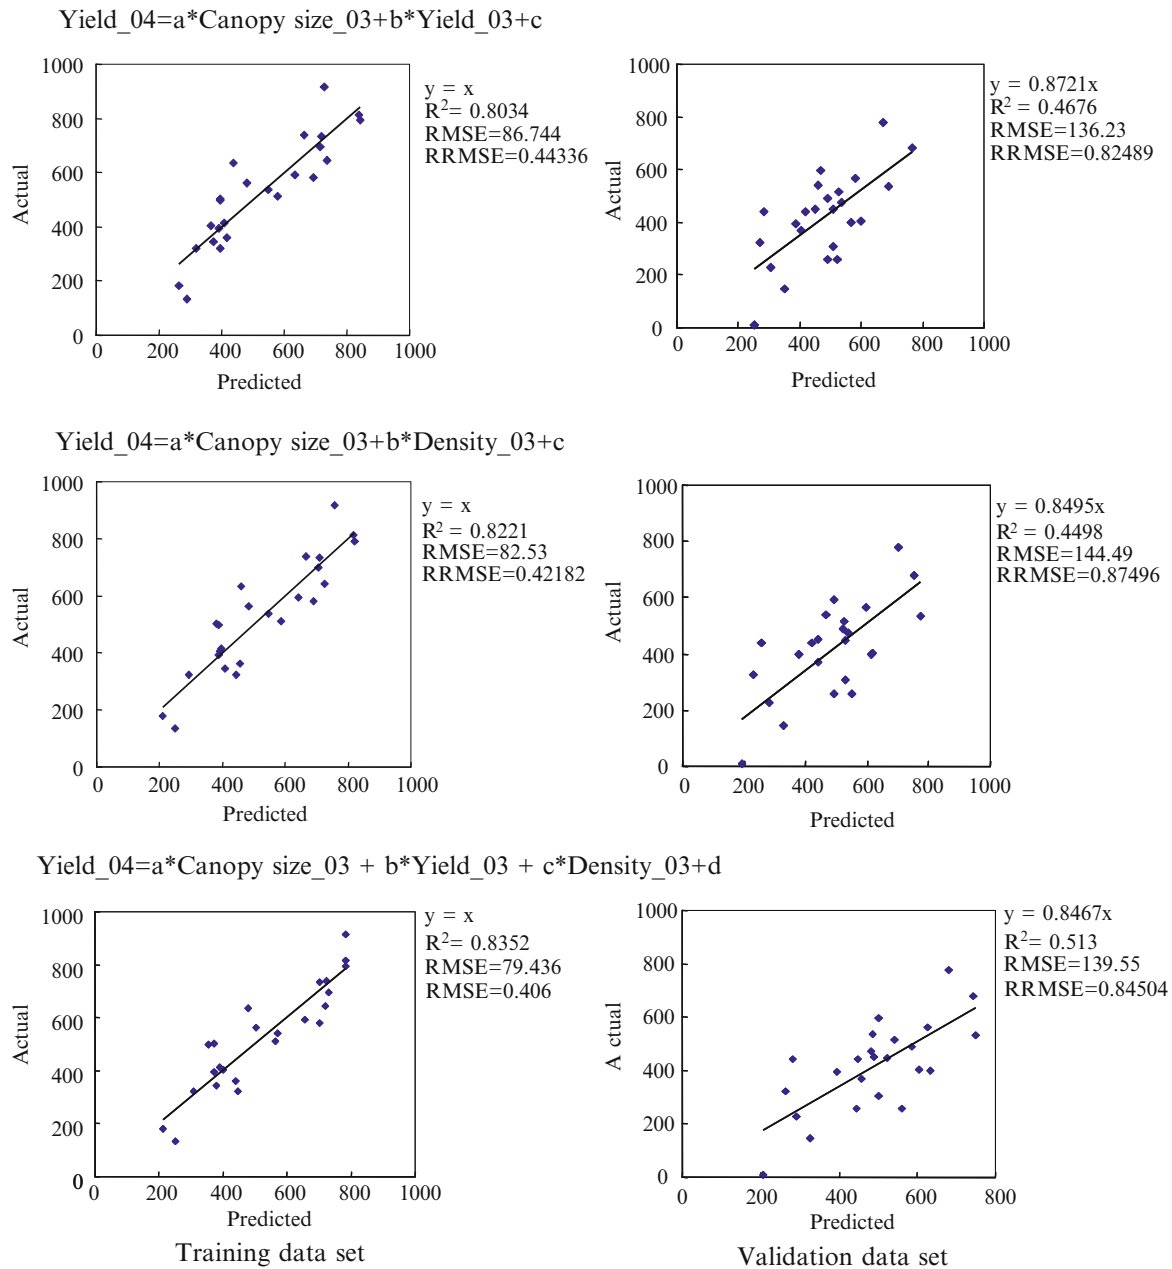 Yield_04=a*Canopy size_03+b*Yield_03+c
1000
800
600
400
200
0
Actual
0 200 400 600 800 1000
Predicted
y = x
R² = 0.8034
RMSE=86.744
RRMSE=0.44336
1000
800
600
400
200
0
Actual
0 200 400 600 800 1000
Predicted
y = 0.8721x
R² = 0.4676
RMSE=136.23
RRMSE=0.82489
Yield_04=a*Canopy size_03+b*Density_03+c
1000
800
600
400
200
0
Actual
0 200 400 600 800 1000
Predicted
y = x
R² = 0.8221
RMSE=82.53
RRMSE=0.42182
1000
800
600
400
200
0
Actual
0 200 400 600 800 1000
Predicted
y = 0.8495x
R² = 0.4498
RMSE=144.49
RRMSE=0.87496
Yield_04=a*Canopy size_03 + b*Yield_03 + c*Density_03+d
1000
800
600
400
200
0
Actual
0 200 400 600 800 1000
Predicted
y = x
R²= 0.8352
RMSE=79.436
RMSE=0.406
Training data set
1000
800
600
400
200
0
A ctual
0 200 400 600 800
Predicted
y = 0.8467x
R²= 0.513
RMSE=139.55
RRMSE=0.84504
Validation data set